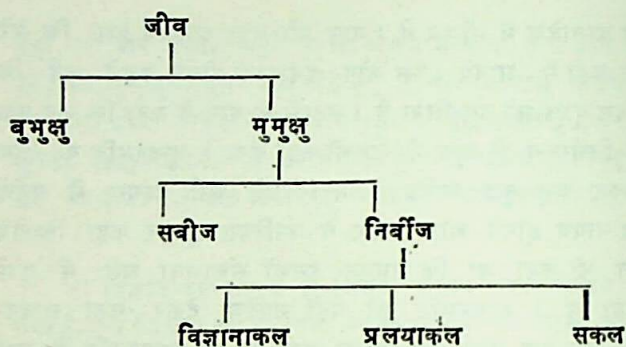 जीव
बुभुक्षु मुमुक्षु
सबीज निर्बीज
विज्ञानाकल प्रलयाकल सकल